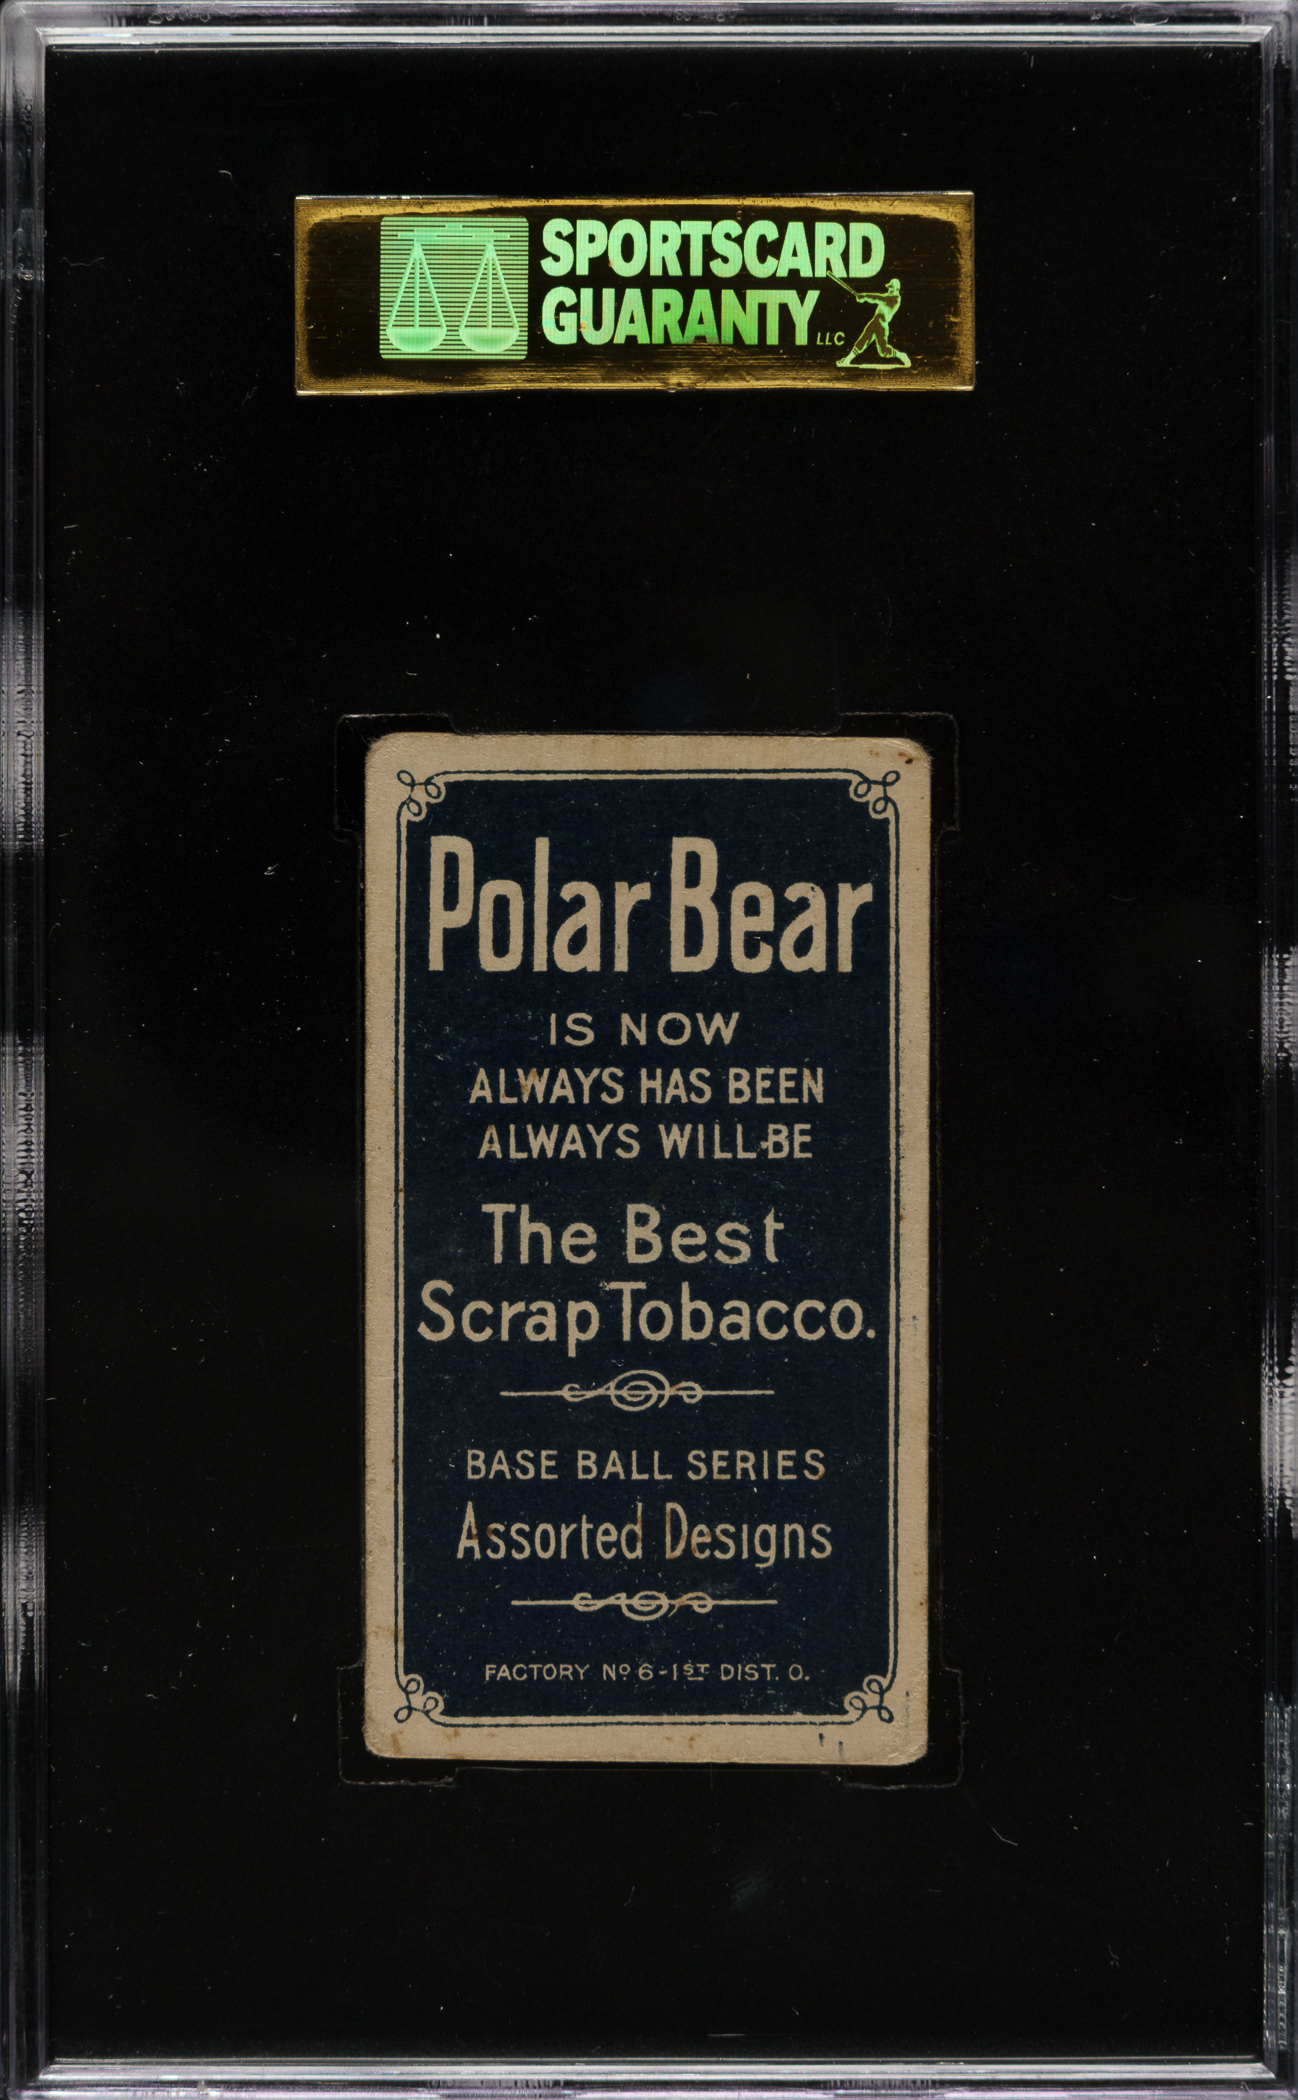 SPORTSCARD
GUARANTY LLC
Polar Bear
IS NOW
ALWAYS HAS BEEN
ALWAYS WILL BE
The Best
Scrap Tobacco.
BASE BALL SERIES
Assorted Designs
FACTORY Nº 6-1ST DIST. O.